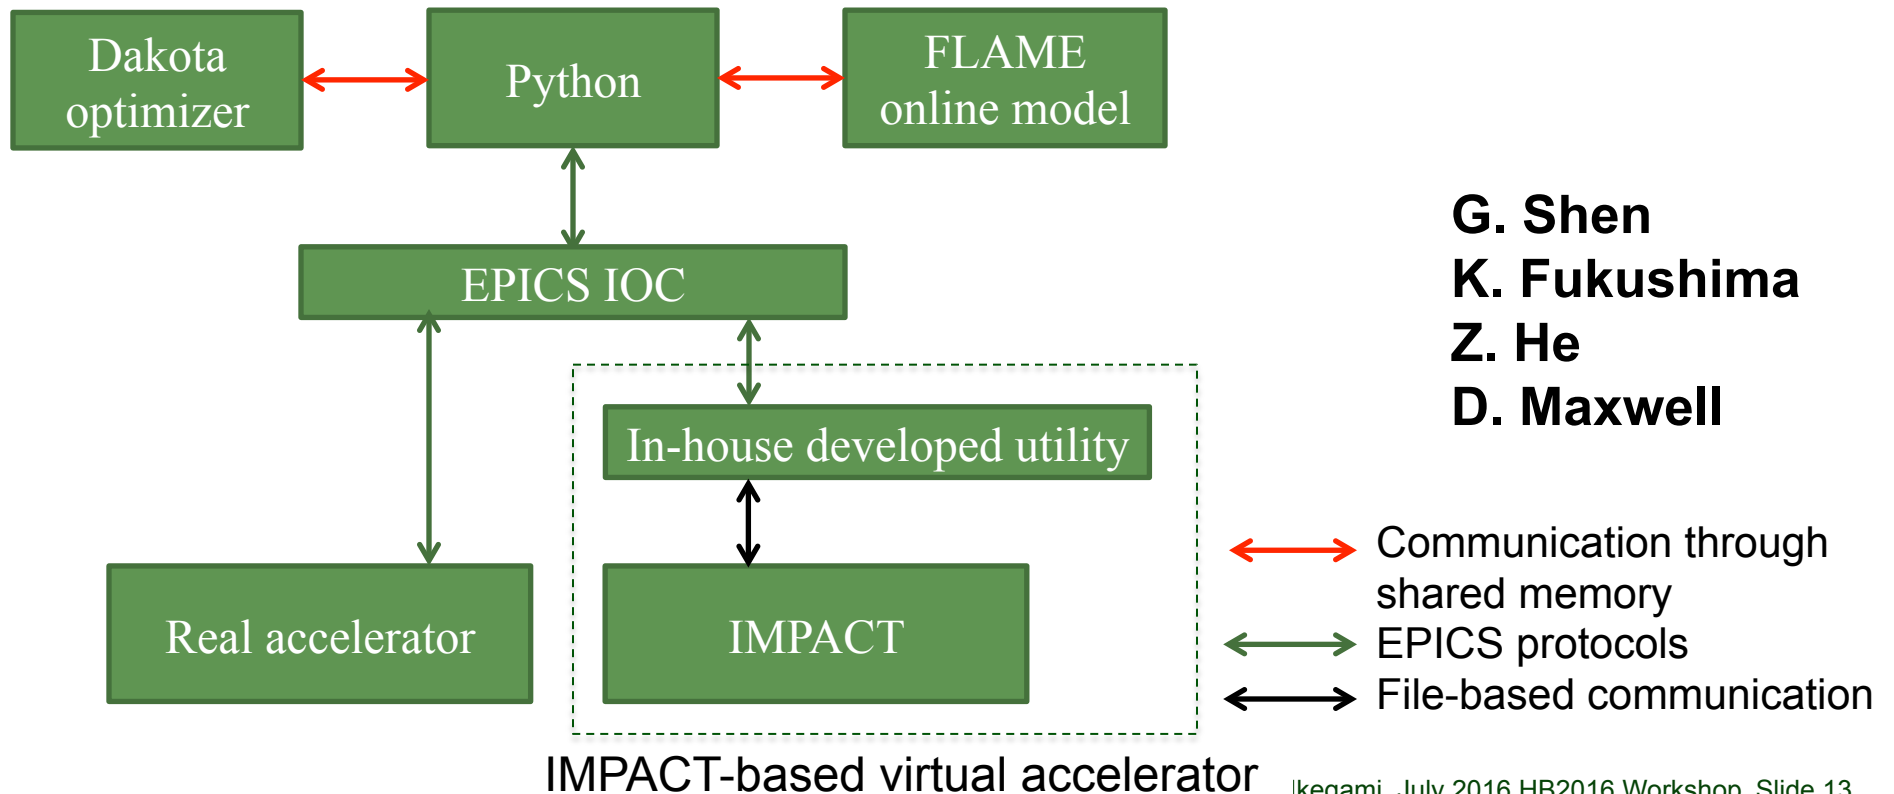 Dakota
optimizer
Python
FLAME
online model
EPICS IOC
G. Shen
K. Fukushima
Z. He
D. Maxwell
In-house developed utility
Real accelerator
IMPACT
Communication through
shared memory
EPICS protocols
File-based communication
IMPACT-based virtual accelerator
Ikegami, July 2016 HB2016 Workshop, Slide 13